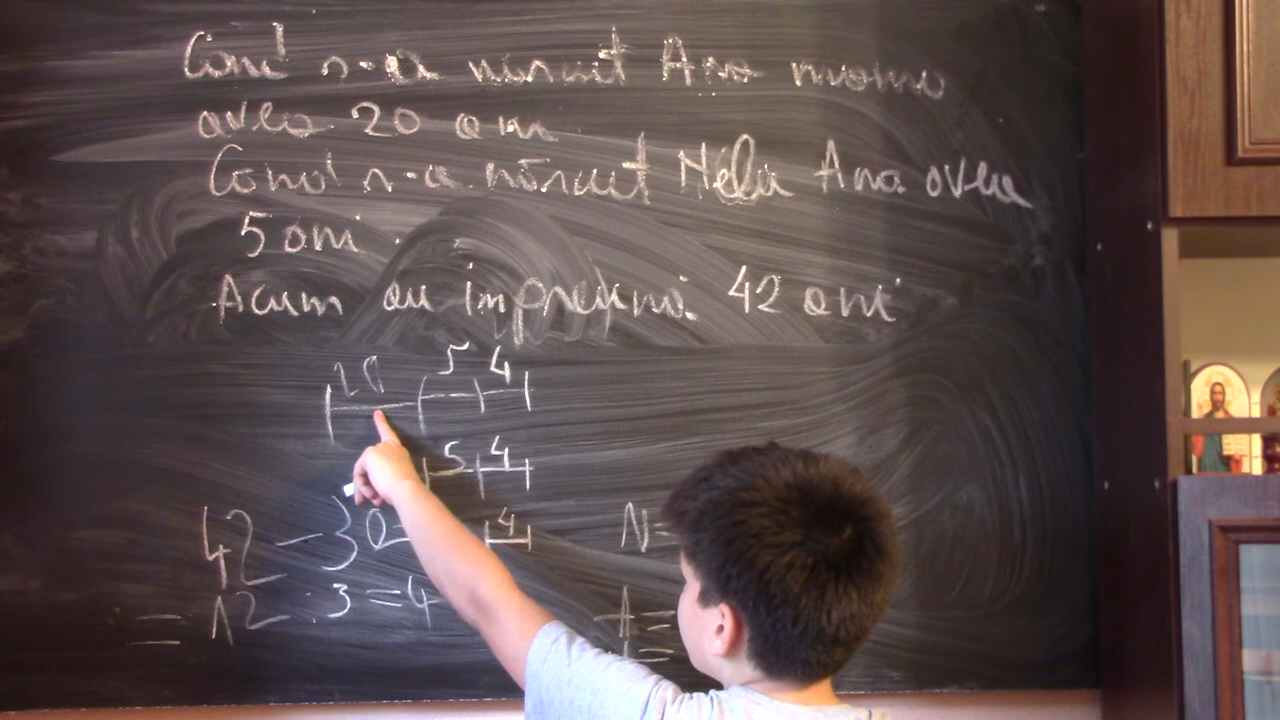 Când s-a născut Ana mama
avea 20 ani
Când s-a născut Nelu Ana avea
5 ani
Acum au împreună 42 ani
20 5 4
5 4
42 - 30 = 4 N =
= 12 : 3 = 4 A =
=